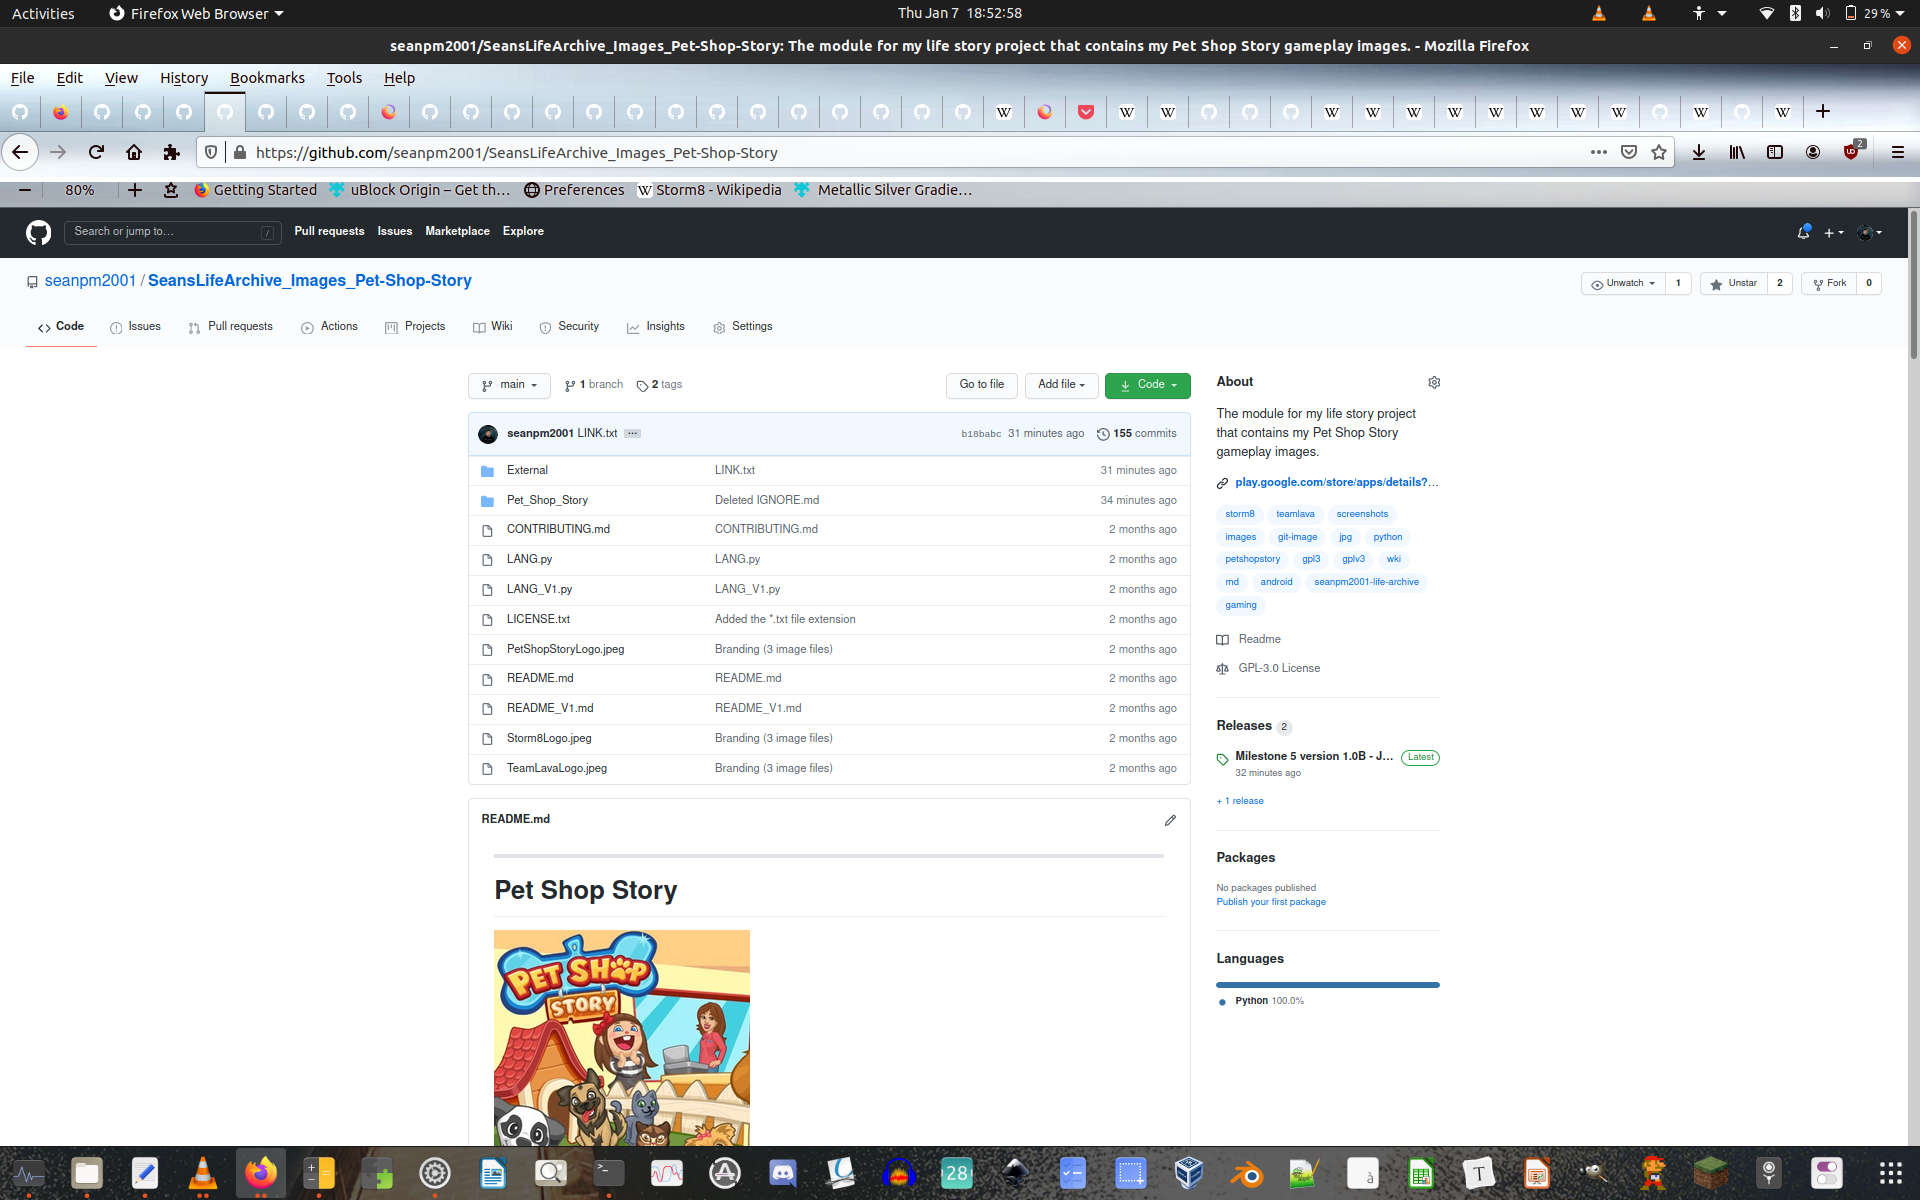 Activities Firefox Web Browser Thu Jan 7 18:52:58 29 %
seanpm2001/SeansLifeArchive_Images_Pet-Shop-Story: The module for my life story project that contains my Pet Shop Story gameplay images. - Mozilla Firefox
File Edit View History Bookmarks Tools Help
https://github.com/seanpm2001/SeansLifeArchive_Images_Pet-Shop-Story 2
80% Getting Started uBlock Origin – Get th… Preferences Storm8 - Wikipedia Metallic Silver Gradie…
Search or jump to… / Pull requests Issues Marketplace Explore
seanpm2001 / SeansLifeArchive_Images_Pet-Shop-Story Unwatch 1 Unstar 2 Fork 0
Code Issues Pull requests Actions Projects Wiki Security Insights Settings
main 1 branch 2 tags Go to file Add file Code
seanpm2001 LINK.txt ... b18babc 31 minutes ago 155 commits
External LINK.txt 31 minutes ago
Pet_Shop_Story Deleted IGNORE.md 34 minutes ago
CONTRIBUTING.md CONTRIBUTING.md 2 months ago
LANG.py LANG.py 2 months ago
LANG_V1.py LANG_V1.py 2 months ago
LICENSE.txt Added the *.txt file extension 2 months ago
PetShopStoryLogo.jpeg Branding (3 image files) 2 months ago
README.md README.md 2 months ago
README_V1.md README_V1.md 2 months ago
Storm8Logo.jpeg Branding (3 image files) 2 months ago
TeamLavaLogo.jpeg Branding (3 image files) 2 months ago
README.md
Pet Shop Story
PET SHOP
STORY
About
The module for my life story project
that contains my Pet Shop Story
gameplay images.
play.google.com/store/apps/details?…
storm8 teamlava screenshots
images git-image jpg python
petshopstory gpl3 gplv3 wki
md android seanpm2001-life-archive
gaming
Readme
GPL-3.0 License
Releases 2
Milestone 5 version 1.0B - J… Latest
32 minutes ago
+ 1 release
Packages
No packages published
Publish your first package
Languages
Python 100.0%
28